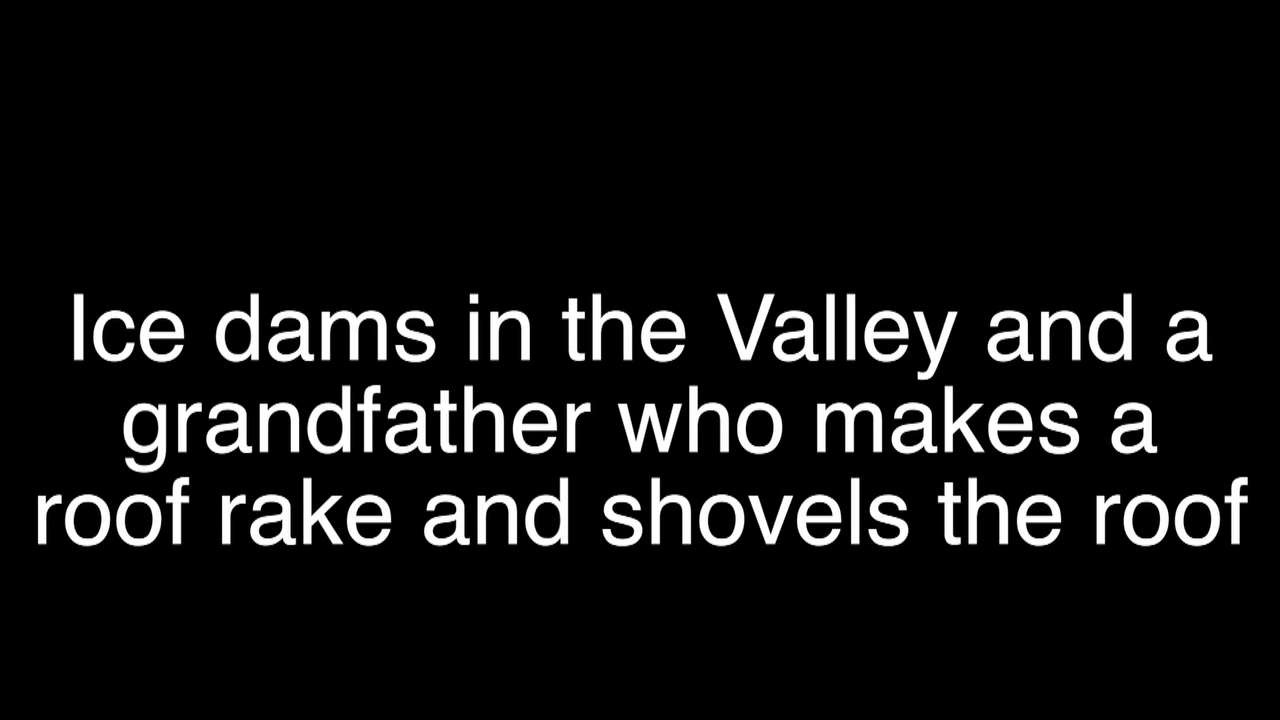 Ice dams in the Valley and a
grandfather who makes a
roof rake and shovels the roof